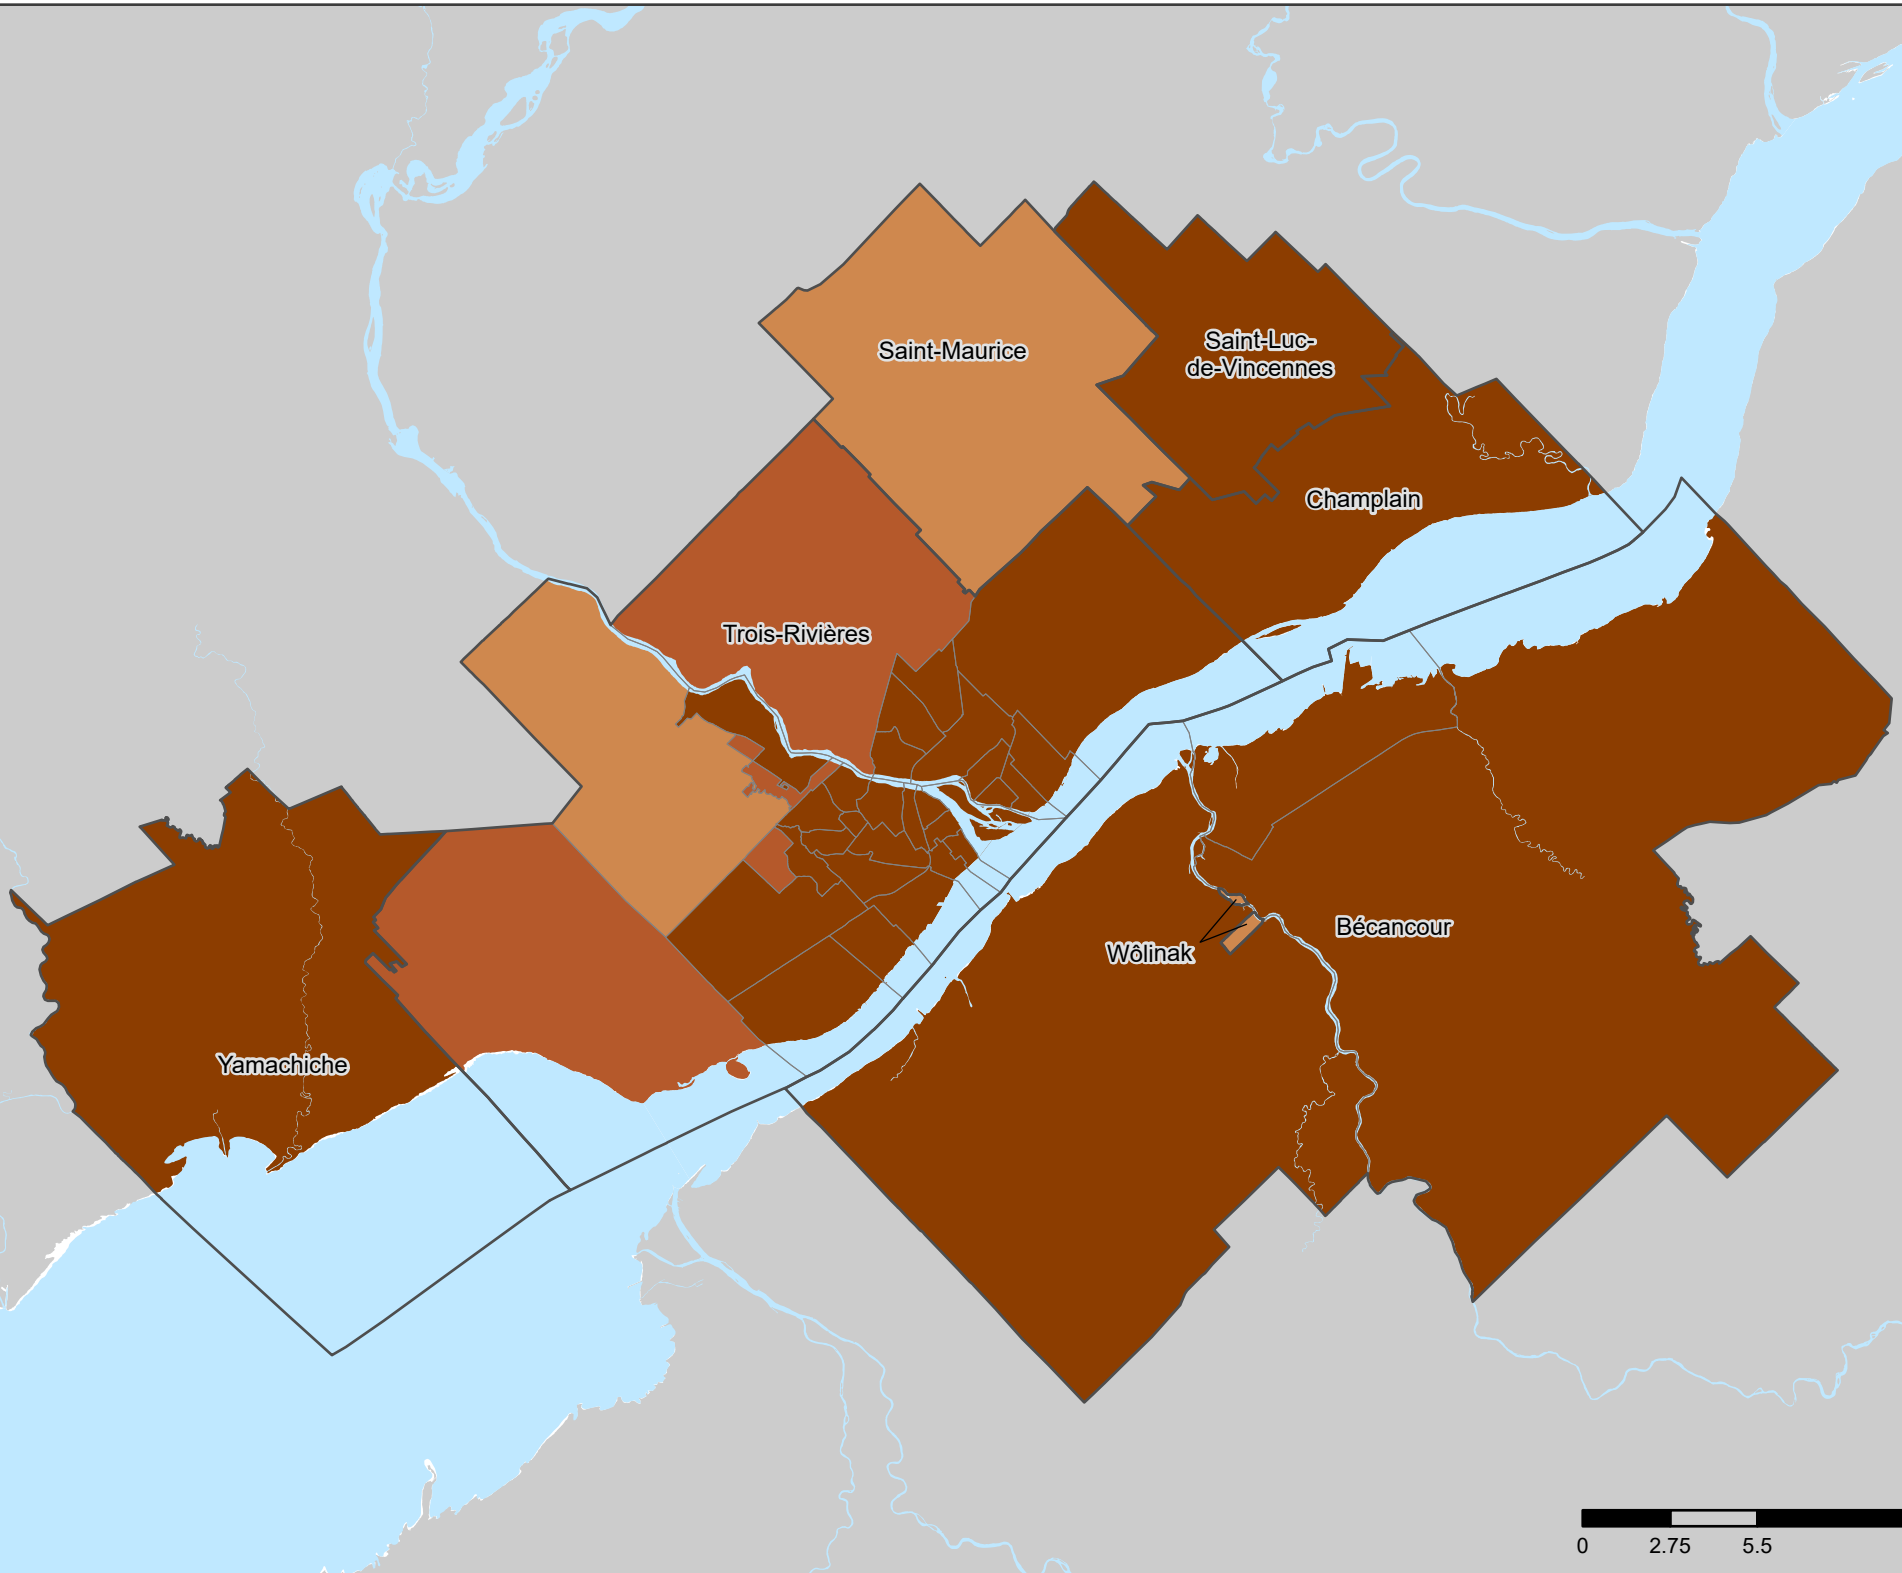 Saint-Maurice
Saint-Luc-
de-Vincennes
Champlain
Trois-Rivières
Bécancour
Wôlinak
Yamachiche
0 2.75 5.5